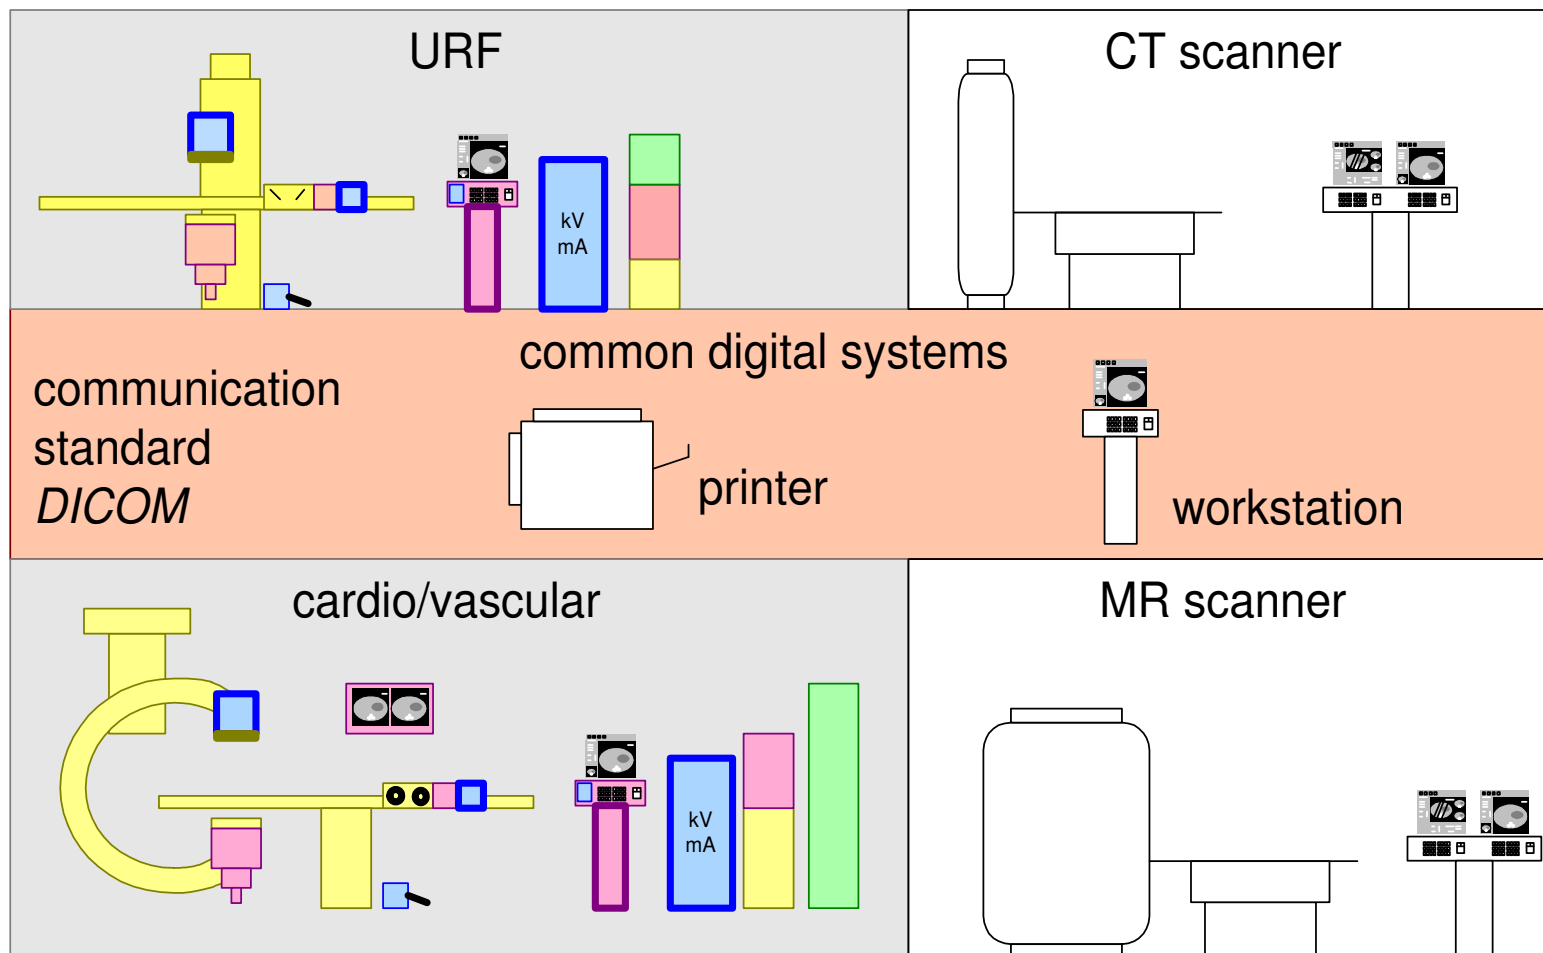 URF
CT scanner
kV
mA
common digital systems
communication
standard
DICOM
printer
workstation
cardio/vascular
MR scanner
kV
mA